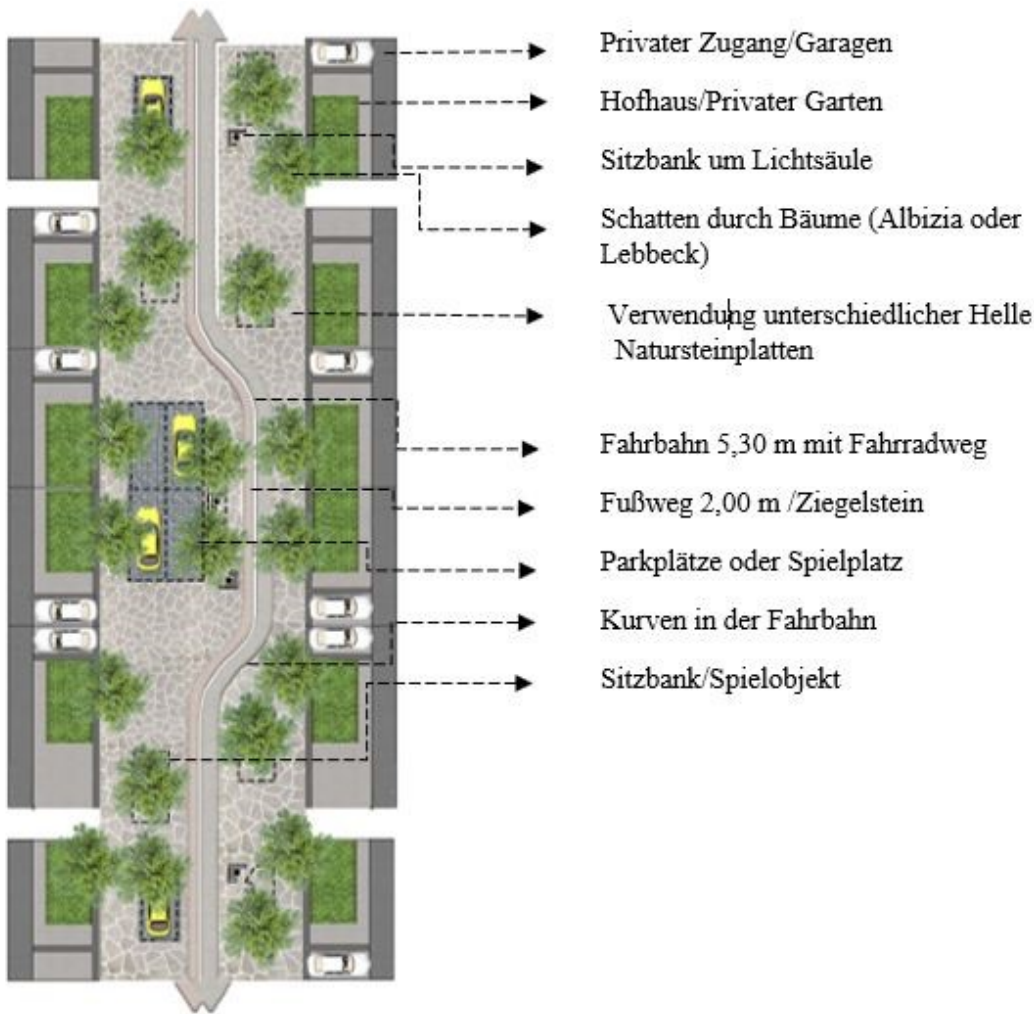 Privater Zugang/Garagen
Hofhaus/Privater Garten
Sitzbank um Lichtsäule
Schatten durch Bäume (Albizia oder
Lebbeck)
Verwendung unterschiedlicher Helle
Natursteinplatten
Fahrbahn 5,30 m mit Fahrradweg
Fußweg 2,00 m /Ziegelstein
Parkplätze oder Spielplatz
Kurven in der Fahrbahn
Sitzbank/Spielobjekt